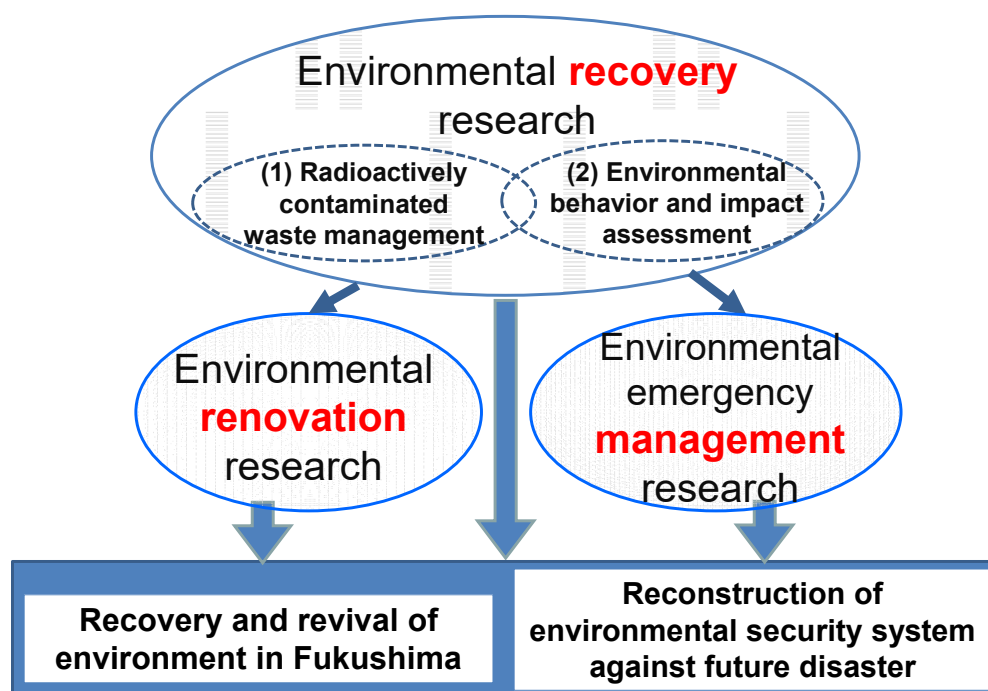 Environmental recovery
research
(1) Radioactively
contaminated
waste management
(2) Environmental
behavior and impact
assessment
Environmental
renovation
research
Environmental
emergency
management
research
Recovery and revival of
environment in Fukushima
Reconstruction of
environmental security system
against future disaster